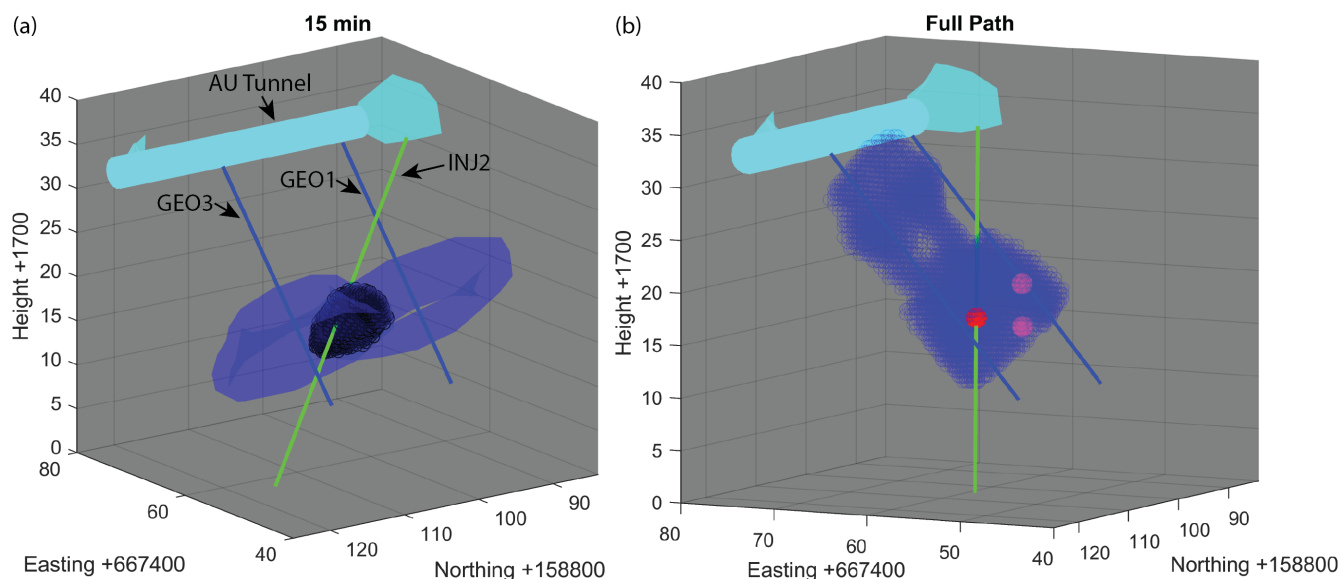 (a)
15 min
AU Tunnel
INJ2
GEO1
GEO3
Height +1700
40
35
30
25
20
15
10
5
0
80
60
40
Easting +667400
120
110
100
90
Northing +158800
(b)
Full Path
Height +1700
40
35
30
25
20
15
10
5
0
80
70
60
50
40
Easting +667400
120
110
100
90
Northing +158800